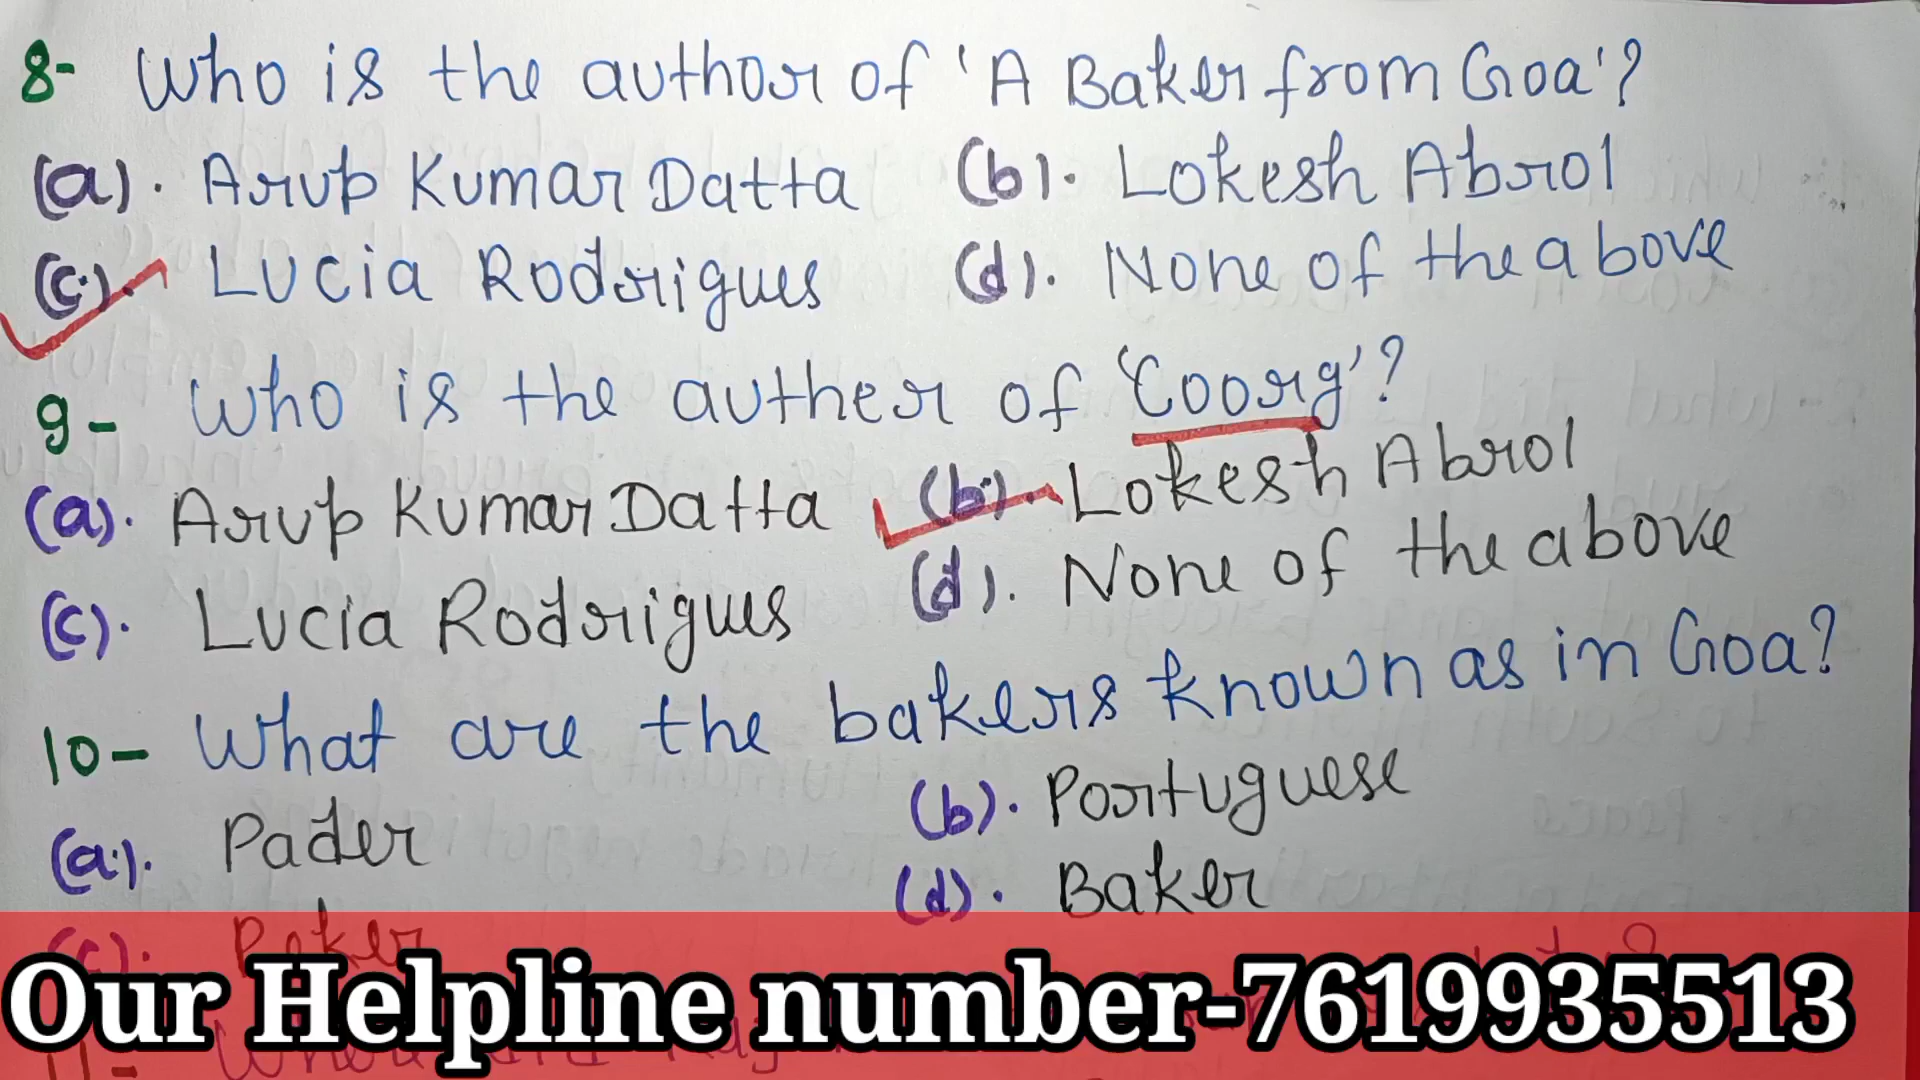 8- Who is the author of 'A Baker from Goa'?
(a). Arup Kumar Datta (b). Lokesh Abrol
(c). Lucia Rodrigues (d). None of the above
9- Who is the auther of 'Coorg'?
(a). Arup Kumar Datta (b). Lokesh Abrol
(c). Lucia Rodrigues (d). None of the above
10- What are the bakers known as in Goa?
(a). Pader (b). Portuguese
(c). Peker (d). Baker
Our Helpline number-7619935513
11-